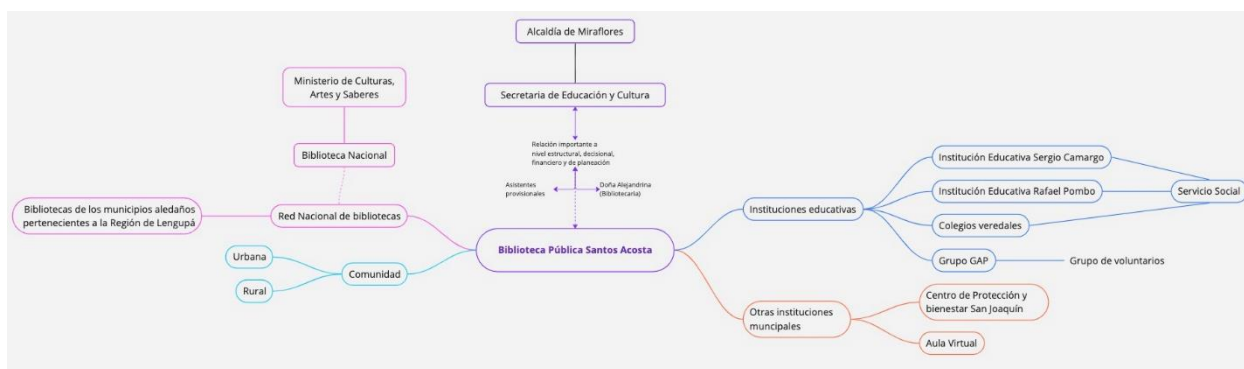 Alcaldía de Miraflores
Secretaria de Educación y Cultura
Relación importante a
nivel estructural, decisional,
financiero y de planeación
Asistentes
provisionales
Doña Alejandrina
(Bibliotecaria)
Biblioteca Pública Santos Acosta
Ministerio de Culturas,
Artes y Saberes
Biblioteca Nacional
Red Nacional de bibliotecas
Bibliotecas de los municipios aledaños
pertenecientes a la Región de Lengupá
Comunidad
Urbana
Rural
Instituciones educativas
Institución Educativa Sergio Camargo
Institución Educativa Rafael Pombo
Colegios veredales
Servicio Social
Grupo GAP
Grupo de voluntarios
Otras instituciones
muncipales
Centro de Protección y
bienestar San Joaquín
Aula Virtual